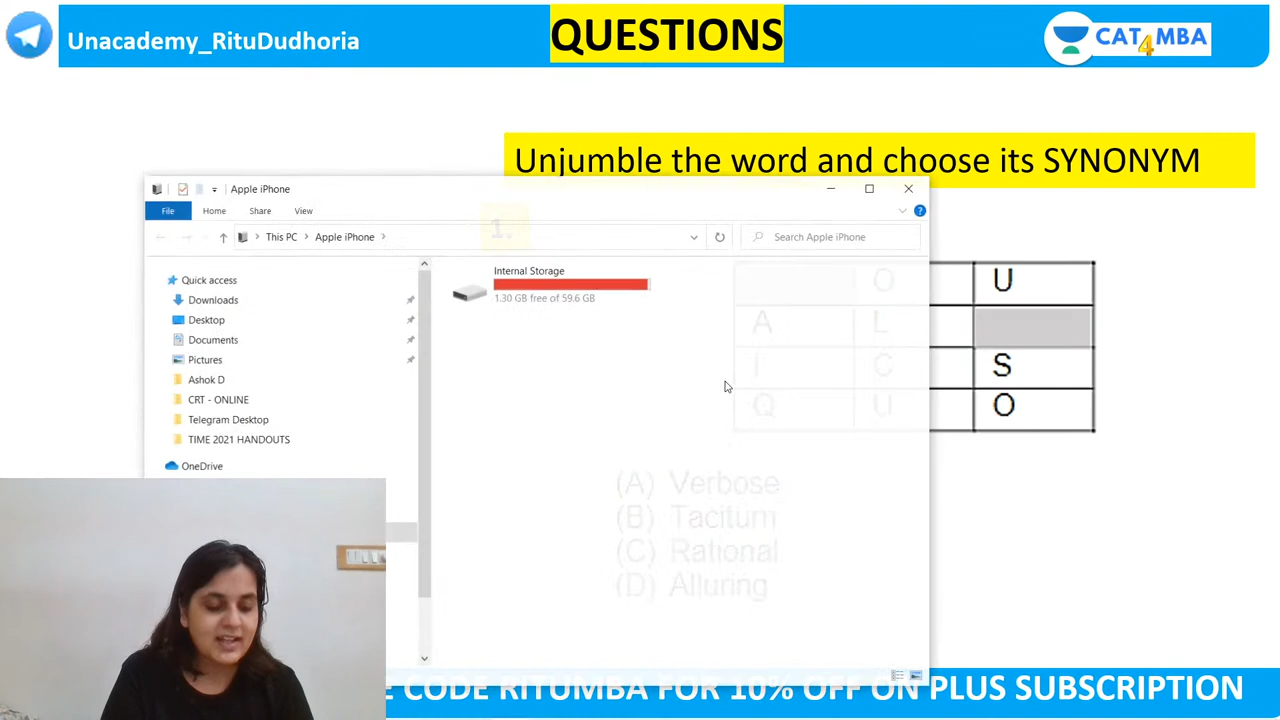 Unacademy_RituDudhoria
QUESTIONS
CAT4MBA
Unjumble the word and choose its SYNONYM
Apple iPhone
File Home Share View
1.
This PC > Apple iPhone >
Search Apple iPhone
Quick access
Downloads
Desktop
Documents
Pictures
Ashok D
CRT - ONLINE
Telegram Desktop
TIME 2021 HANDOUTS
OneDrive
Internal Storage
1.30 GB free of 59.6 GB
O U
A L
I C S
Q U O
(A) Verbose
(B) Taciturn
(C) Rational
(D) Alluring
CODE RITUMBA FOR 10% OFF ON PLUS SUBSCRIPTION